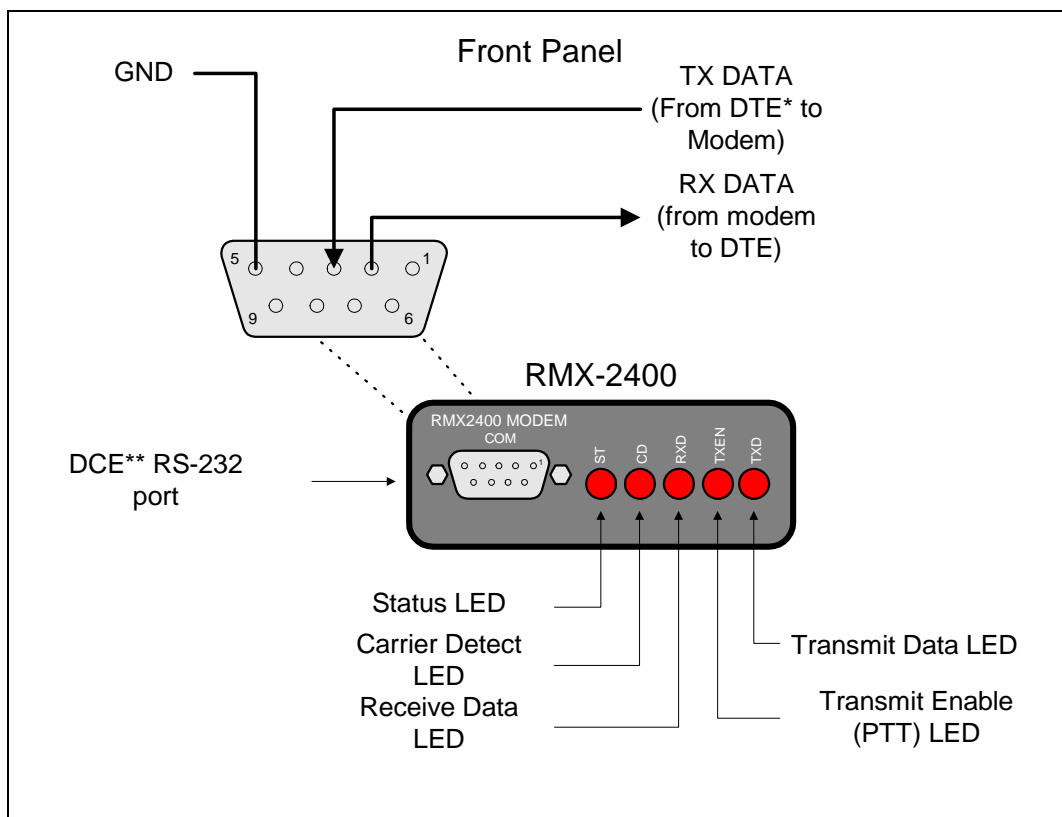 Front Panel
GND
TX DATA
(From DTE* to
Modem)
RX DATA
(from modem
to DTE)
5
1
9
6
RMX-2400
RMX2400 MODEM
COM
1
ST
CD
RXD
TXEN
TXD
DCE** RS-232
port
Status LED
Carrier Detect
LED
Receive Data
LED
Transmit Data LED
Transmit Enable
(PTT) LED